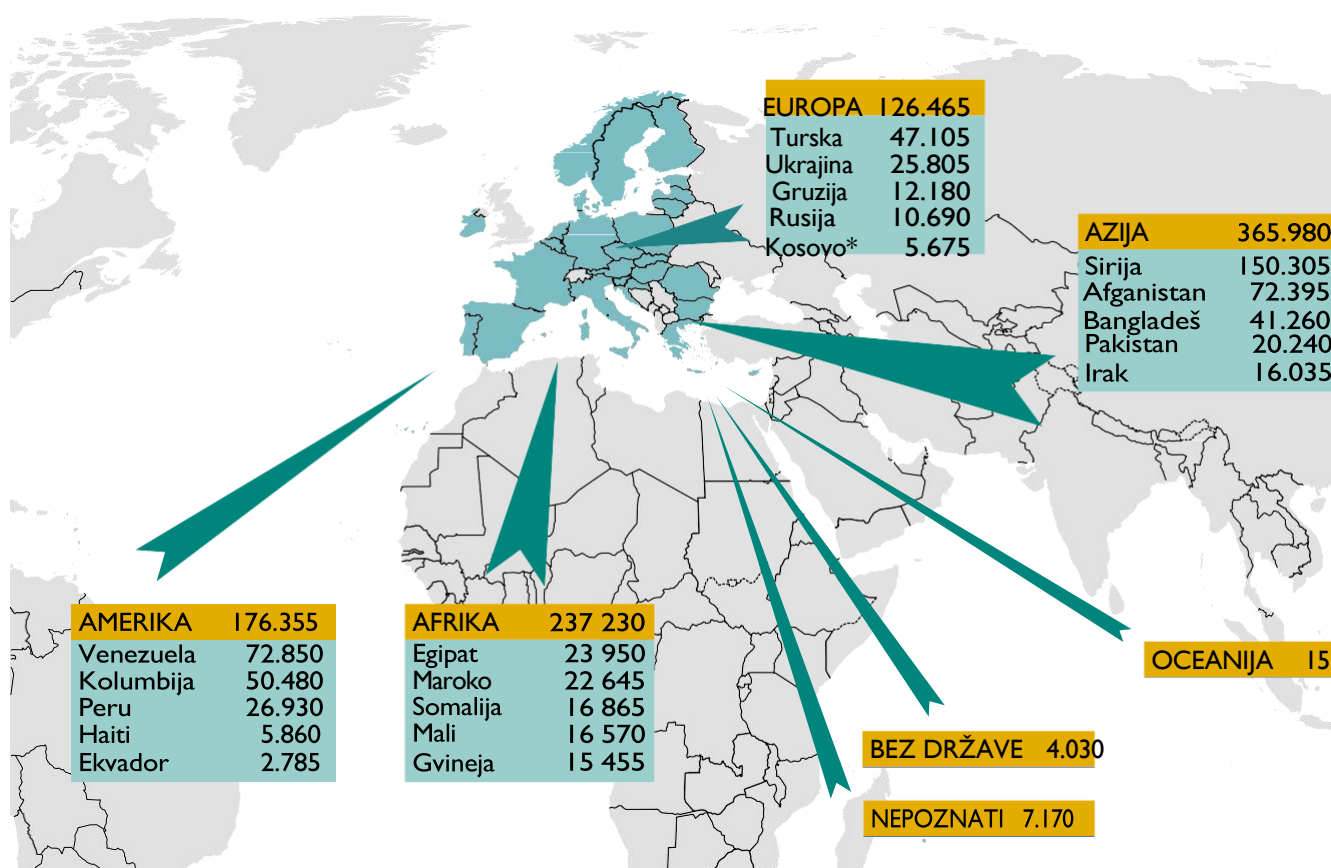 EUROPA 126.465
Turska 47.105
Ukrajina 25.805
Gruzija 12.180
Rusija 10.690
Kosovo* 5.675
AZIJA 365.980
Sirija 150.305
Afganistan 72.395
Bangladeš 41.260
Pakistan 20.240
Irak 16.035
AMERIKA 176.355
Venezuela 72.850
Kolumbija 50.480
Peru 26.930
Haiti 5.860
Ekvador 2.785
AFRIKA 237 230
Egipat 23 950
Maroko 22 645
Somalija 16 865
Mali 16 570
Gvineja 15 455
OCEANIJA 15
BEZ DRŽAVE 4.030
NEPOZNATI 7.170